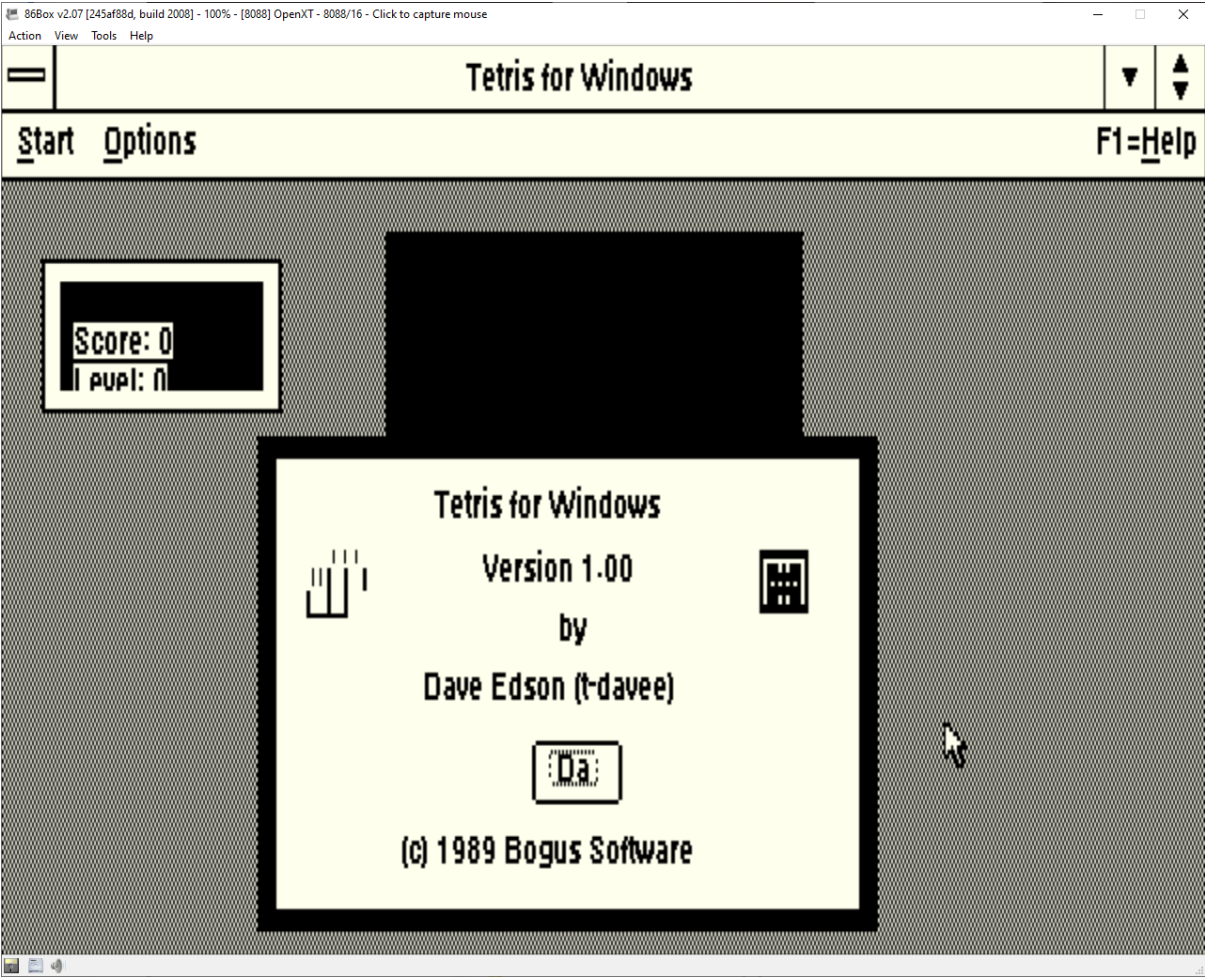 86Box v2.07 [245af88d, build 2008] - 100% - [8088] OpenXT - 8088/16 - Click to capture mouse
Action View Tools Help
Tetris for Windows
Start Options F1=Help
Score: 0
Level: 0
Tetris for Windows
Version 1.00
by
Dave Edson (t-davee)
Da
(c) 1989 Bogus Software